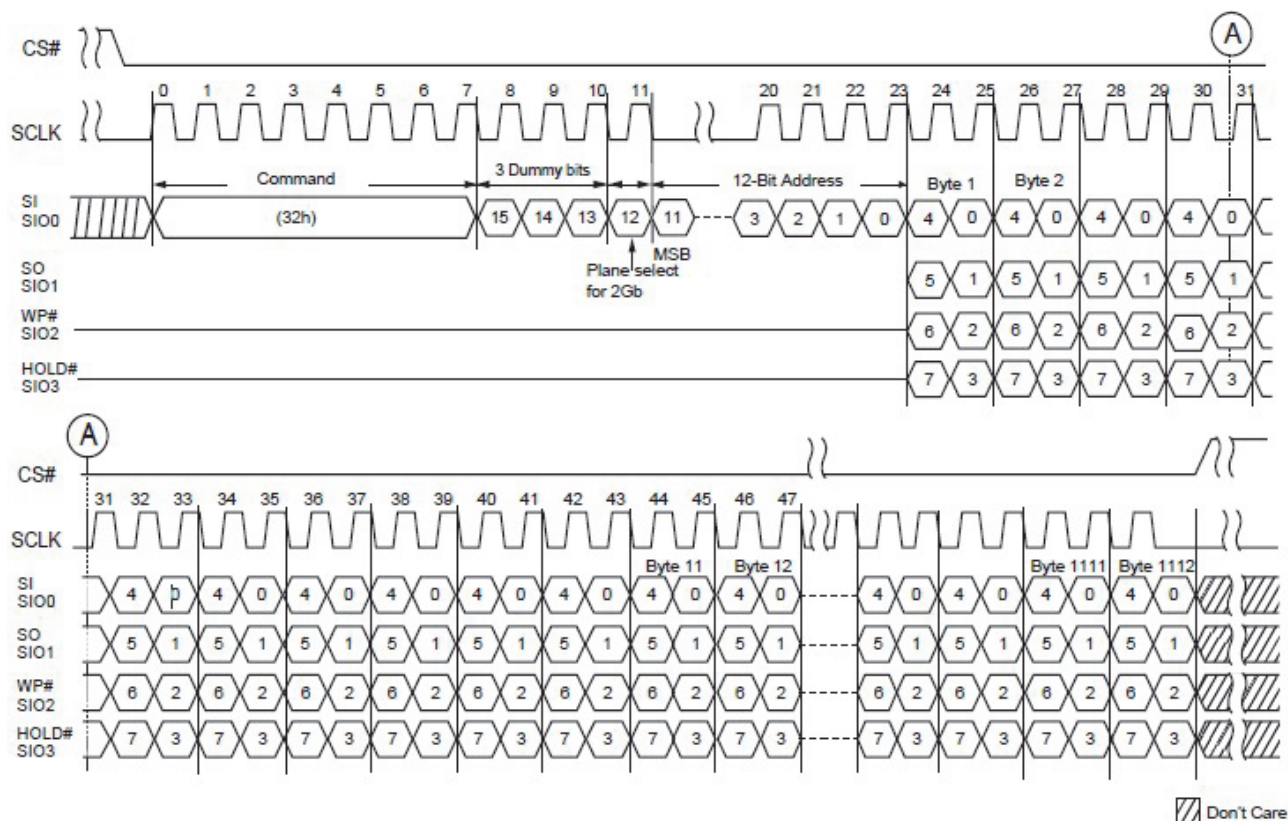 A
CS#
0 1 2 3 4 5 6 7 8 9 10 11 20 21 22 23 24 25 26 27 28 29 30 31
SCLK
Command 3 Dummy bits 12-Bit Address Byte 1 Byte 2
SI
SIO0
(32h) 15 14 13 12 11 3 2 1 0 4 0 4 0 4 0 4 0
MSB
Plane select
for 2Gb
SO
SIO1
5 1 5 1 5 1 5 1
WP#
SIO2
6 2 6 2 6 2 6 2
HOLD#
SIO3
7 3 7 3 7 3 7 3
A
CS#
31 32 33 34 35 36 37 38 39 40 41 42 43 44 45 46 47
SCLK
Byte 11 Byte 12 Byte 1111 Byte 1112
SI
SIO0
4 0 4 0 4 0 4 0 4 0 4 0 4 0 4 0 4 0 4 0 4 0 4 0
SO
SIO1
5 1 5 1 5 1 5 1 5 1 5 1 5 1 5 1 5 1 5 1 5 1 5 1
WP#
SIO2
6 2 6 2 6 2 6 2 6 2 6 2 6 2 6 2 6 2 6 2 6 2 6 2
HOLD#
SIO3
7 3 7 3 7 3 7 3 7 3 7 3 7 3 7 3 7 3 7 3 7 3 7 3
Don't Care